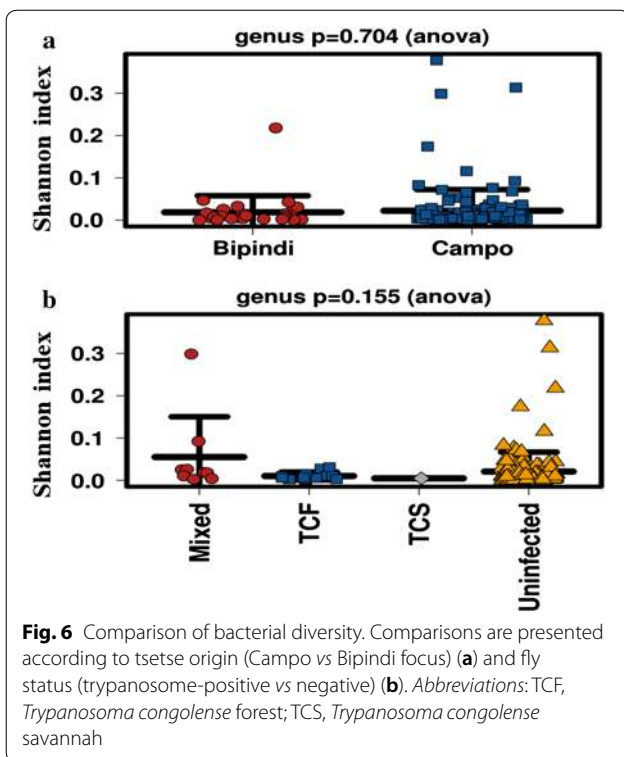 a
genus p=0.704 (anova)
Shannon index
0.3
0.2
0.1
0.0
Bipindi Campo
b
genus p=0.155 (anova)
Shannon index
0.3
0.2
0.1
0.0
Mixed TCF TCS Uninfected
Fig. 6 Comparison of bacterial diversity. Comparisons are presented
according to tsetse origin (Campo vs Bipindi focus) (a) and fly
status (trypanosome-positive vs negative) (b). Abbreviations: TCF,
Trypanosoma congolense forest; TCS, Trypanosoma congolense
savannah